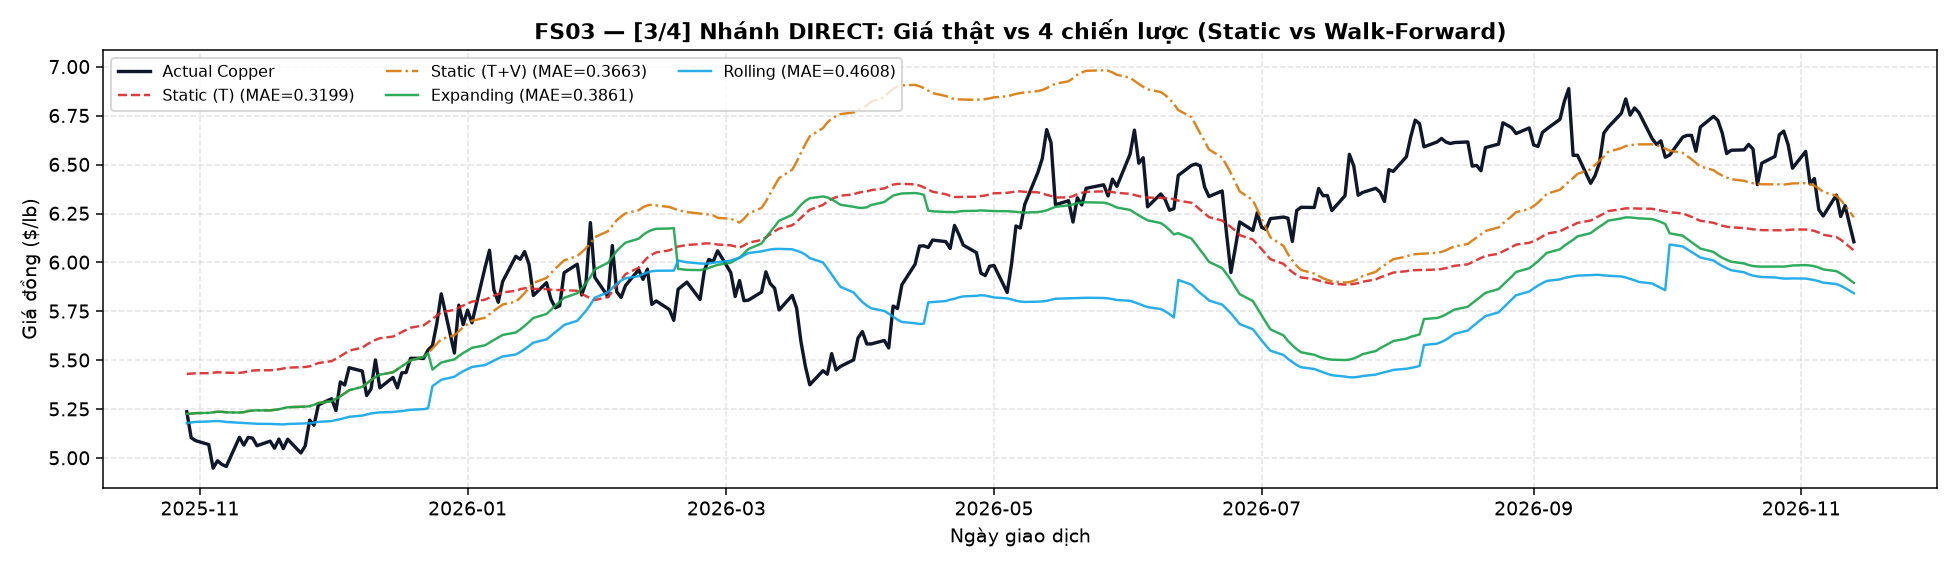 FS03 — [3/4] Nhánh DIRECT: Giá thật vs 4 chiến lược (Static vs Walk-Forward)
Actual Copper
Static (T) (MAE=0.3199)
Static (T+V) (MAE=0.3663)
Expanding (MAE=0.3861)
Rolling (MAE=0.4608)
Giá đồng ($/lb)
7.00
6.75
6.50
6.25
6.00
5.75
5.50
5.25
5.00
2025-11 2026-01 2026-03 2026-05 2026-07 2026-09 2026-11
Ngày giao dịch